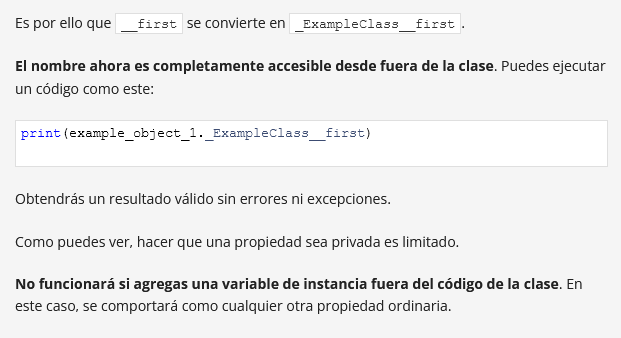 Es por ello que __first se convierte en _ExampleClass__first.
El nombre ahora es completamente accesible desde fuera de la clase. Puedes ejecutar
un código como este:
print(example_object_1._ExampleClass__first)
Obtendrás un resultado válido sin errores ni excepciones.
Como puedes ver, hacer que una propiedad sea privada es limitado.
No funcionará si agregas una variable de instancia fuera del código de la clase. En
este caso, se comportará como cualquier otra propiedad ordinaria.